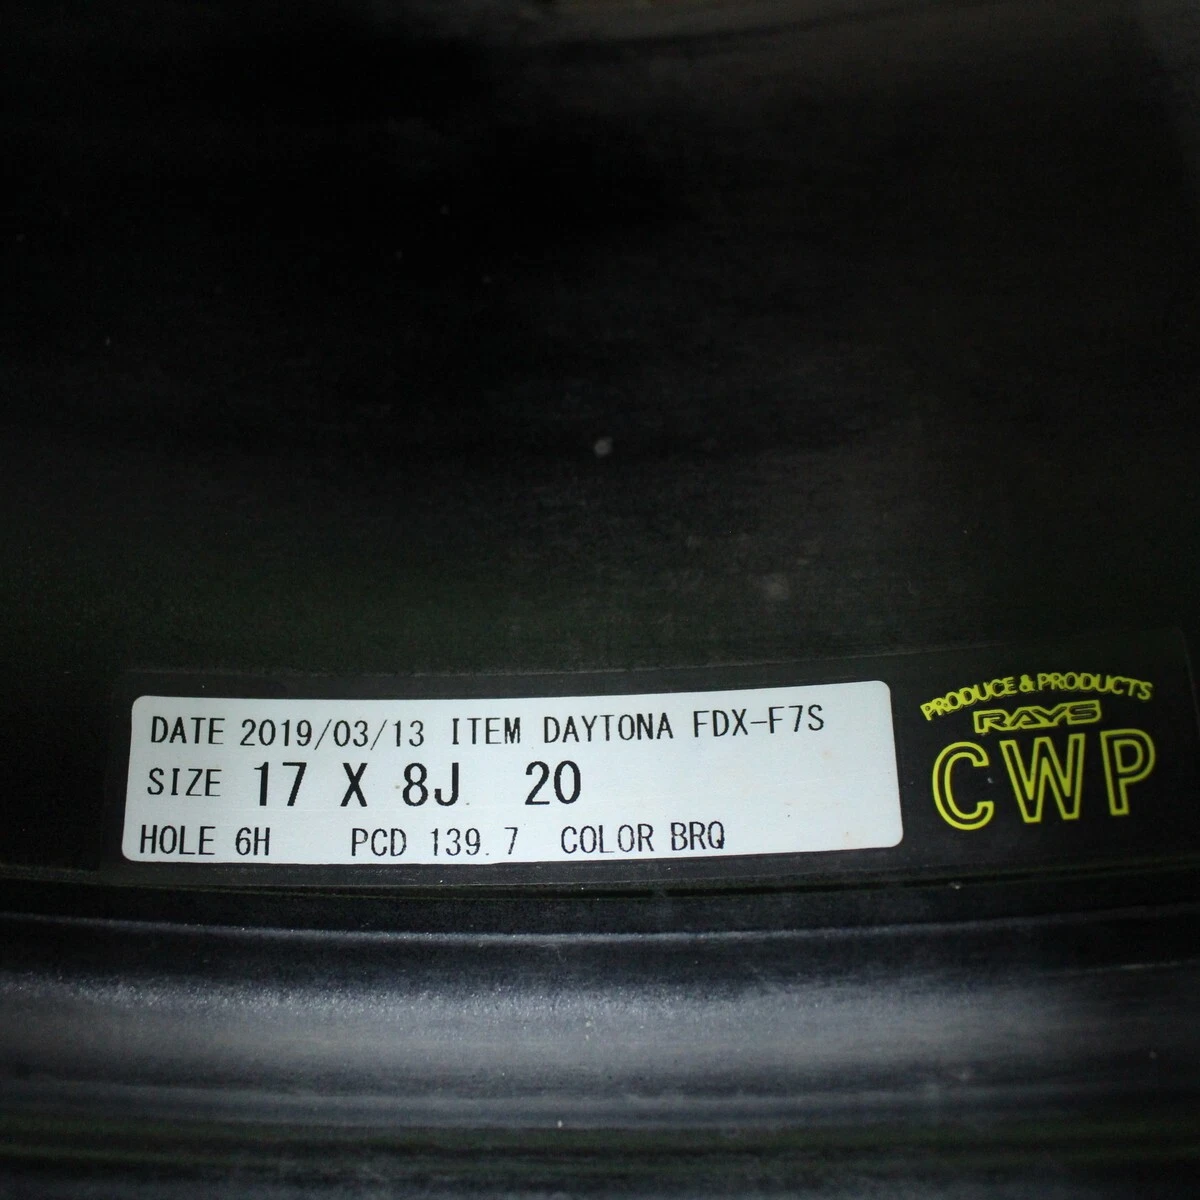 DATE 2019/03/13 ITEM DAYTONA FDX-F7S
SIZE 17 X 8J 20
HOLE 6H PCD 139.7 COLOR BRQ
PRODUCE & PRODUCTS
RAYS
CWP